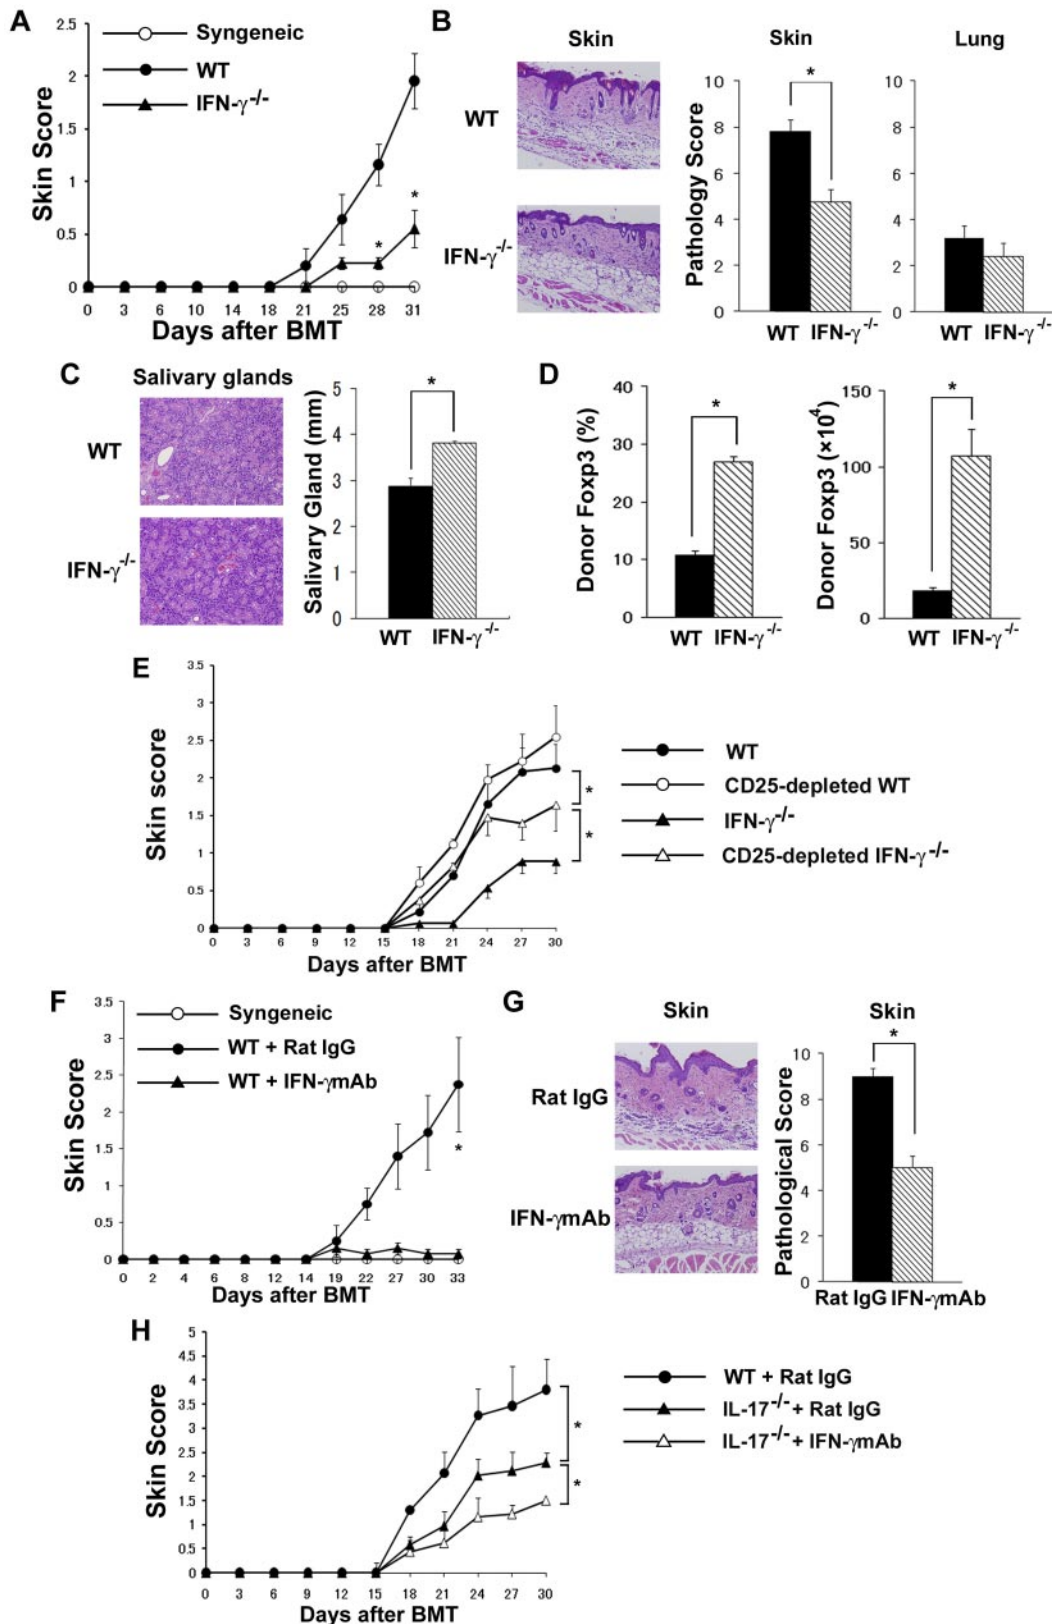 A
Skin Score
2.5
2
1.5
1
0.5
0
Syngeneic
WT
IFN-γ-/-
*
*
0 3 6 10 14 18 21 25 28 31
Days after BMT
B
Skin
WT
IFN-γ-/-
Skin
Pathology Score
10
8
6
4
2
0
*
WT IFN-γ-/-
Lung
10
8
6
4
2
0
WT IFN-γ-/-
C
Salivary glands
WT
IFN-γ-/-
Salivary Gland (mm)
5
4
3
2
1
0
*
WT IFN-γ-/-
D
Donor Foxp3 (%)
40
30
20
10
0
*
WT IFN-γ-/-
Donor Foxp3 (×10⁴)
150
100
50
0
*
WT IFN-γ-/-
E
Skin score
3.5
3
2.5
2
1.5
1
0.5
0
*
*
0 3 6 9 12 15 18 21 24 27 30
Days after BMT
WT
CD25-depleted WT
IFN-γ-/-
CD25-depleted IFN-γ-/-
F
Skin Score
3.5
3
2.5
2
1.5
1
0.5
0
Syngeneic
WT + Rat IgG
WT + IFN-γmAb
*
0 2 4 6 8 12 14 19 22 27 30 33
Days after BMT
G
Skin
Rat IgG
IFN-γmAb
Skin
Pathological Score
10
8
6
4
2
0
*
Rat IgG IFN-γmAb
H
Skin Score
5
4.5
4
3.5
3
2.5
2
1.5
1
0.5
0
*
*
0 3 6 9 12 15 18 21 24 27 30
Days after BMT
WT + Rat IgG
IL-17-/- + Rat IgG
IL-17-/- + IFN-γmAb